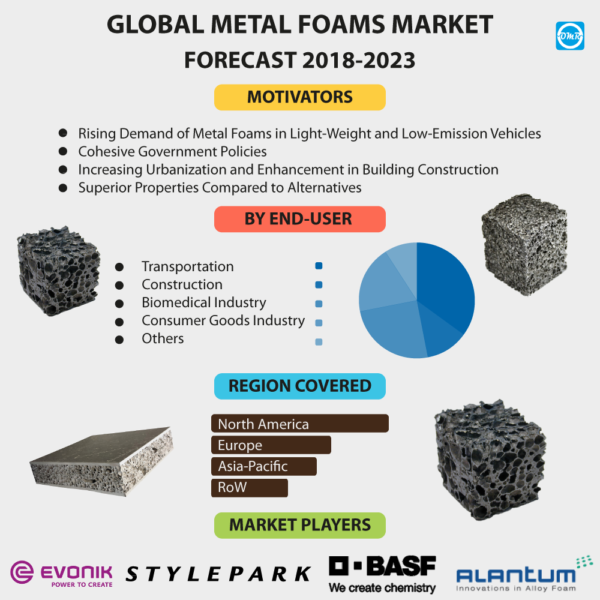 GLOBAL METAL FOAMS MARKET
DMR
FORECAST 2018-2023
MOTIVATORS
Rising Demand of Metal Foams in Light-Weight and Low-Emission Vehicles
Cohesive Government Policies
Increasing Urbanization and Enhancement in Building Construction
Superior Properties Compared to Alternatives
BY END-USER
Transportation
Construction
Biomedical Industry
Consumer Goods Industry
Others
REGION COVERED
North America
Europe
Asia-Pacific
RoW
MARKET PLAYERS
EVONIK
POWER TO CREATE
STYLEPARK
BASF
We create chemistry
ALANTUM
Innovations in Alloy Foam